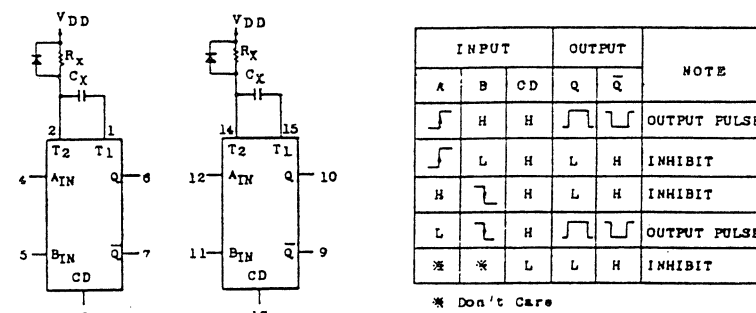 VDD VDD
RX RX
CX CX
2 1 14 15
T2 T1 T2 T1
4 AIN Q 6 12 AIN Q 10
5 BIN Q̅ 7 11 BIN Q̅ 9
CD CD
INPUT OUTPUT NOTE
A B CD Q Q̅
H H OUTPUT PULSE
L H L H INHIBIT
H H L H INHIBIT
L H OUTPUT PULSE
※ ※ L L H INHIBIT
※ Don't Care